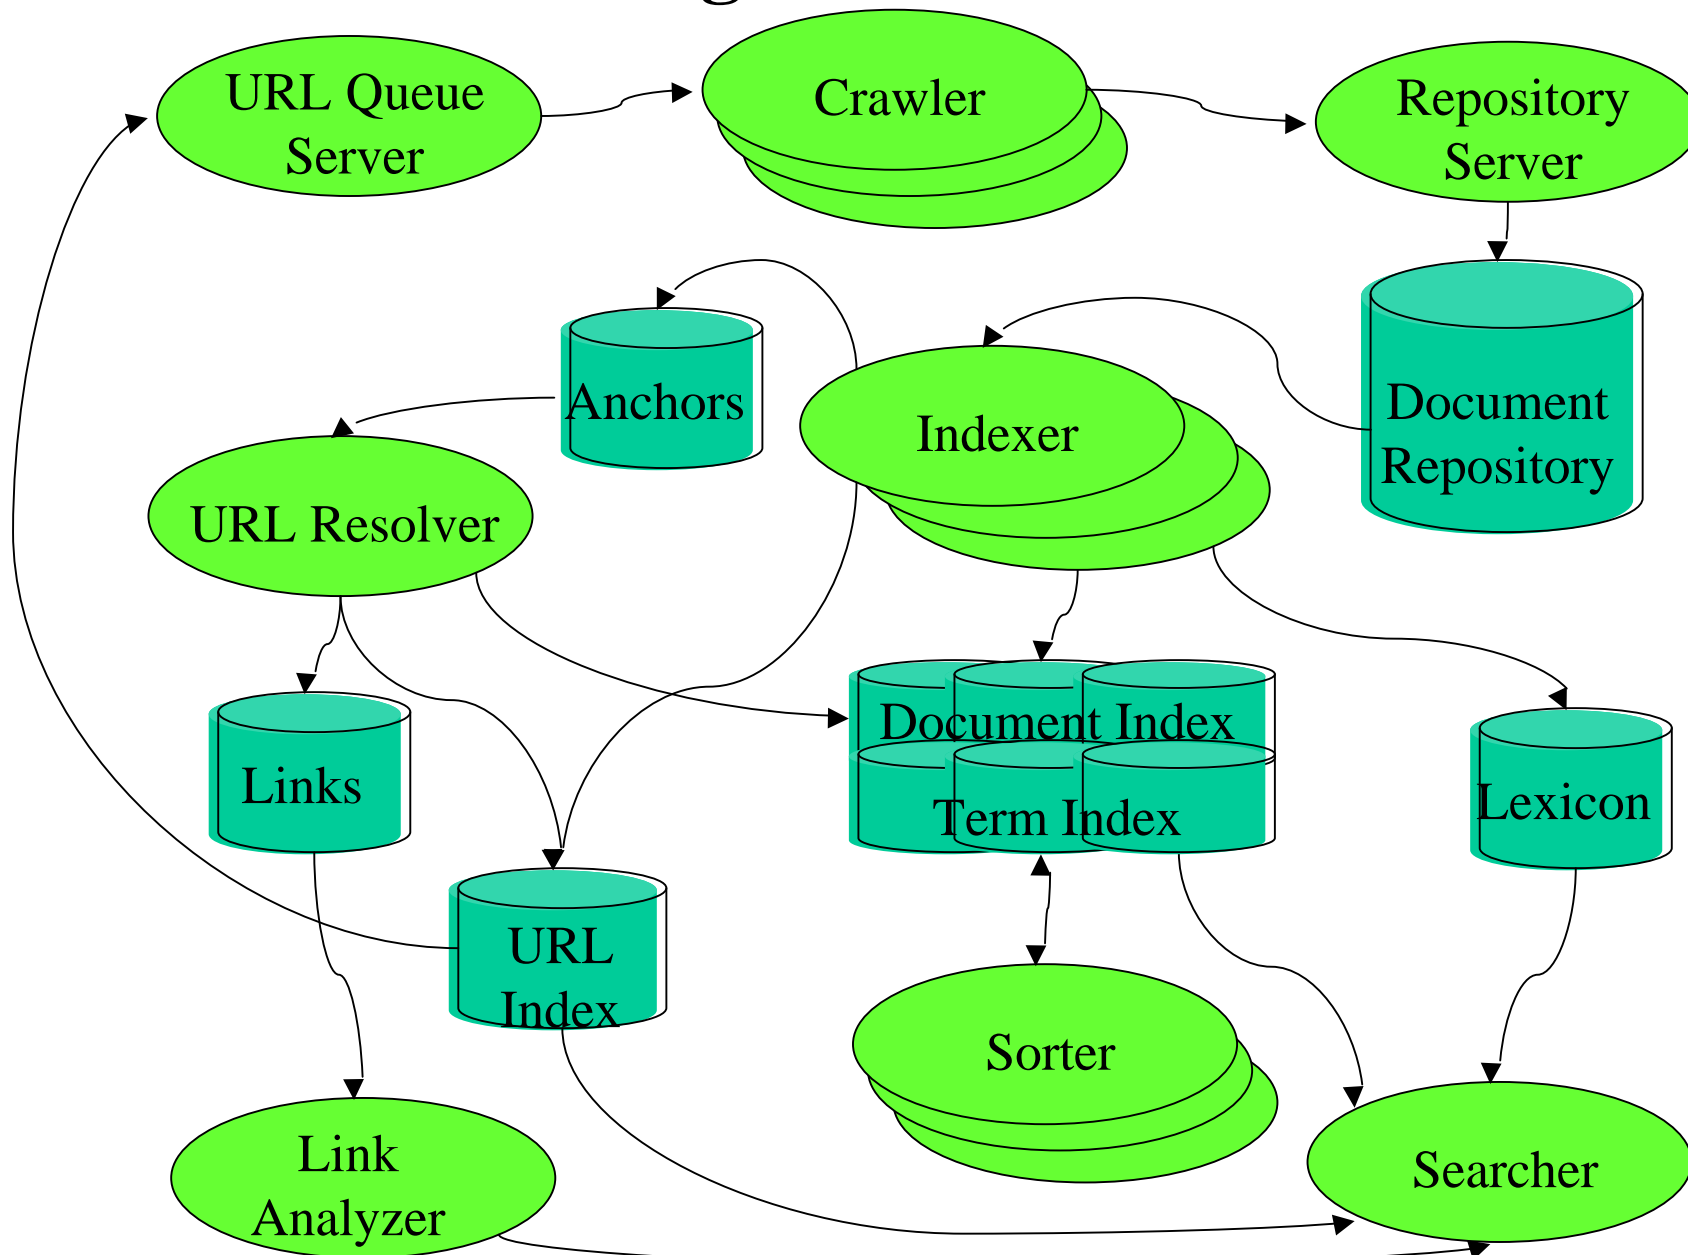 URL Queue
Server
Crawler
Repository
Server
Anchors
Indexer
Document
Repository
URL Resolver
Document Index
Term Index
Links
Lexicon
URL
Index
Sorter
Link
Analyzer
Searcher